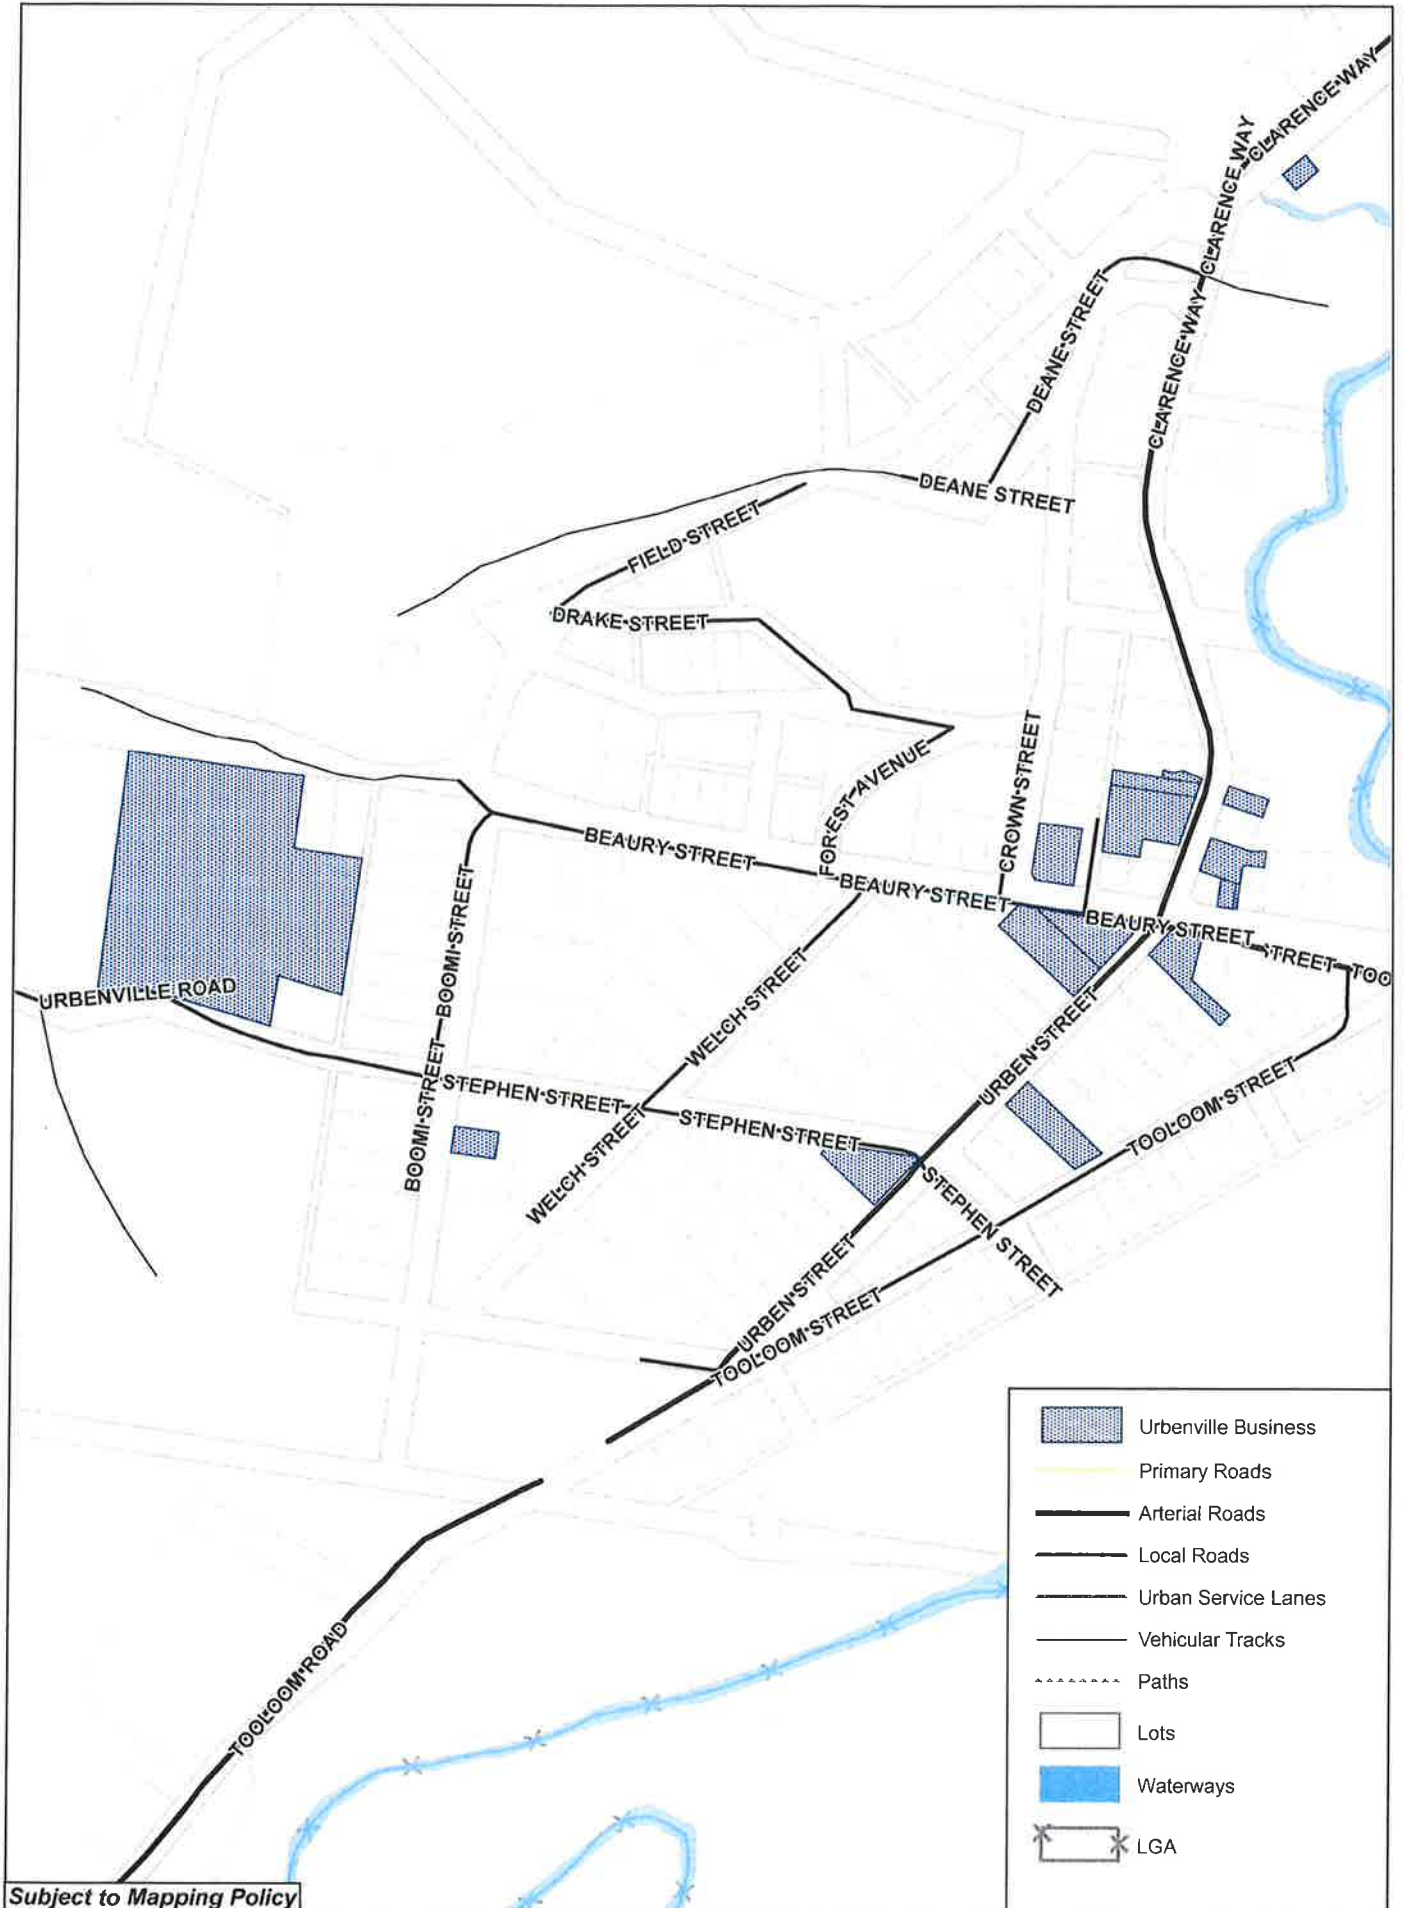 CLARENCE WAY
CLARENCE WAY
CLARENCE WAY
DEANE STREET
DEANE STREET
FIELD STREET
DRAKE STREET
CROWN STREET
FOREST AVENUE
BEAURY STREET
BEAURY STREET
BEAURY STREET
STREET
TOO
BOOMI STREET
BOOMI STREET
URBENVILLE ROAD
WELCH STREET
WELCH STREET
URBEN STREET
STEPHEN STREET
STEPHEN STREET
STEPHEN STREET
TOOLOOM STREET
URBEN STREET
TOOLOOM STREET
TOOLOOM ROAD
Urbenville Business
Primary Roads
Arterial Roads
Local Roads
Urban Service Lanes
Vehicular Tracks
Paths
Lots
Waterways
LGA
Subject to Mapping Policy